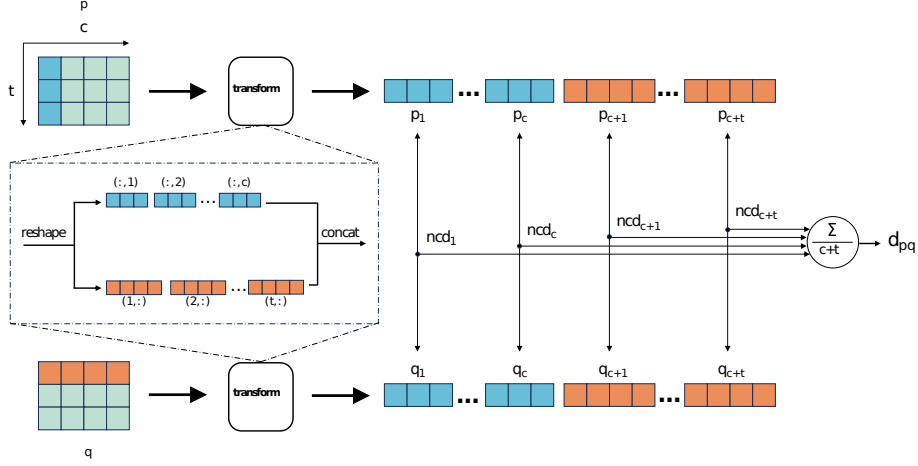 p
c
t
transform
... ...
p1 pc pc+1 pc+t
(:,1) (:,2) (:,c)
...
reshape concat
...
(1,:) (2,:) (t,:)
ncd1 ncdc ncdc+1 ncdc+t
Σ
c+t
dpq
q1 qc qc+1 qc+t
transform
... ...
q